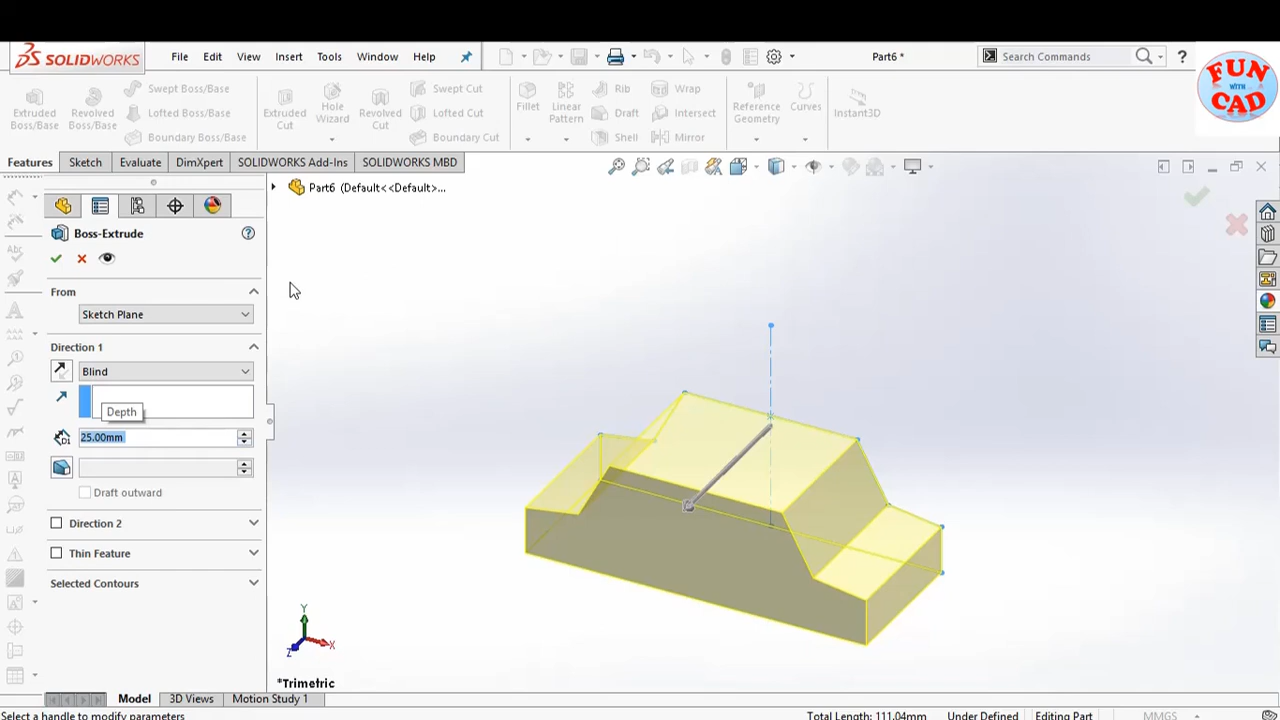 SOLIDWORKS
File Edit View Insert Tools Window Help
Part6 *
Search Commands
?
FUN
WITH
CAD
Extruded
Boss/Base
Revolved
Boss/Base
Swept Boss/Base
Lofted Boss/Base
Boundary Boss/Base
Extruded
Cut
Hole
Wizard
Revolved
Cut
Swept Cut
Lofted Cut
Boundary Cut
Fillet
Linear
Pattern
Rib
Draft
Shell
Wrap
Intersect
Mirror
Reference
Geometry
Curves
Instant3D
Features Sketch Evaluate DimXpert SOLIDWORKS Add-Ins SOLIDWORKS MBD
Part6 (Default<<Default>...
Boss-Extrude
From
Sketch Plane
Direction 1
Blind
Depth
D1
25.00mm
Draft outward
Direction 2
Thin Feature
Selected Contours
Y
X
Z
*Trimetric
Model 3D Views Motion Study 1
Select a handle to modify parameters
Total Length: 111.04mm Under Defined Editing Part MMGS